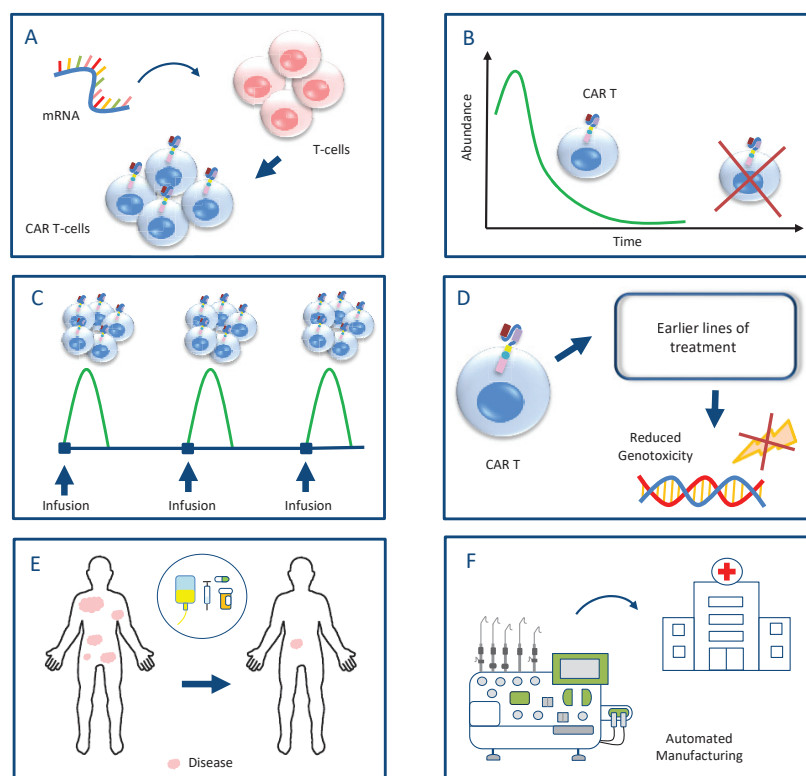 A
mRNA
T-cells
CAR T-cells
B
Abundance
CAR T
Time
C
Infusion
Infusion
Infusion
D
Earlier lines of
treatment
CAR T
Reduced
Genotoxicity
E
Disease
F
Automated
Manufacturing